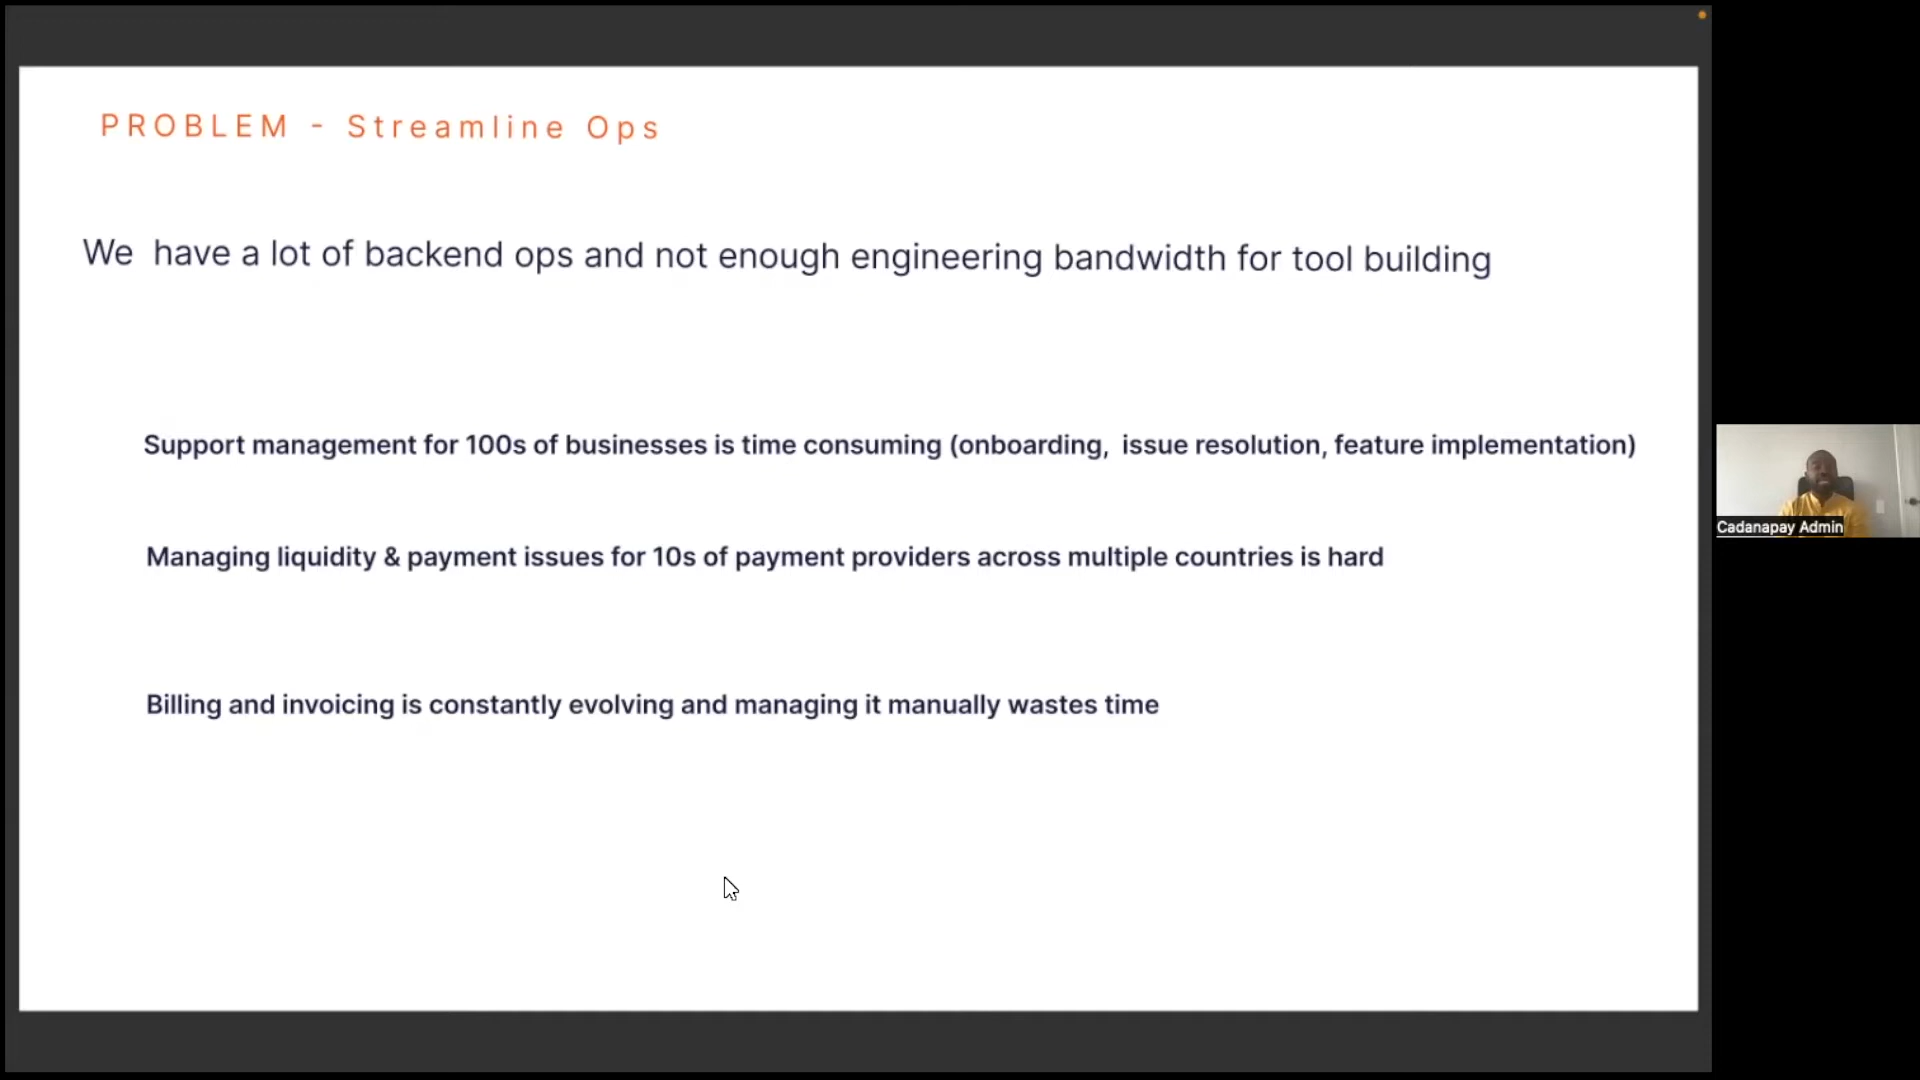 PROBLEM - Streamline Ops
We have a lot of backend ops and not enough engineering bandwidth for tool building
Support management for 100s of businesses is time consuming (onboarding, issue resolution, feature implementation)
Managing liquidity & payment issues for 10s of payment providers across multiple countries is hard
Billing and invoicing is constantly evolving and managing it manually wastes time
Cadanapay Admin